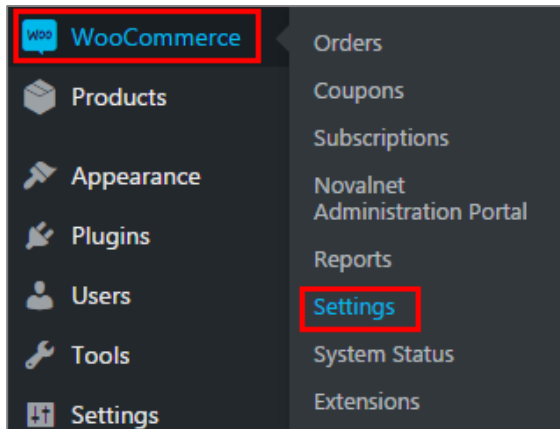 Woo
WooCommerce
Products
Appearance
Plugins
Users
Tools
Settings
Orders
Coupons
Subscriptions
Novalnet
Administration Portal
Reports
Settings
System Status
Extensions